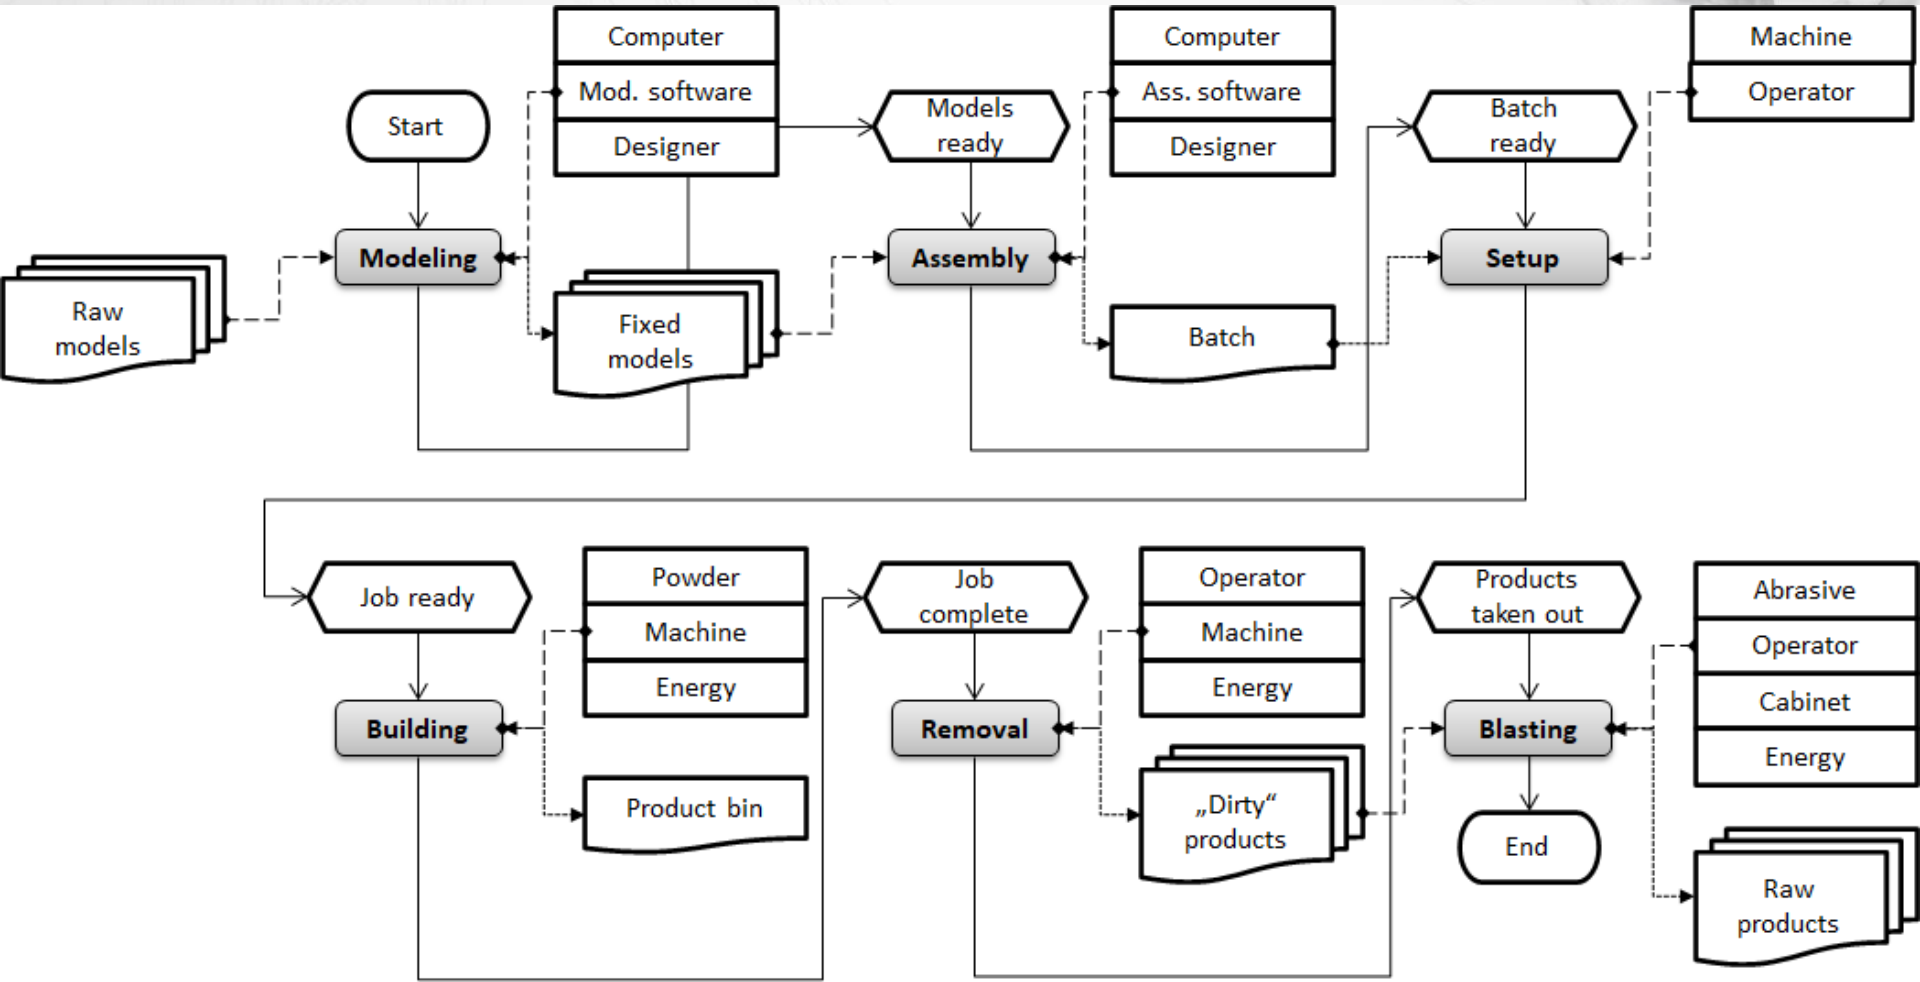 Computer
Mod. software
Designer
Computer
Ass. software
Designer
Machine
Operator
Start
Models
ready
Batch
ready
Modeling
Assembly
Setup
Raw
models
Fixed
models
Batch
Job ready
Powder
Machine
Energy
Job
complete
Operator
Machine
Energy
Products
taken out
Abrasive
Operator
Cabinet
Energy
Building
Removal
Blasting
Product bin
„Dirty“
products
End
Raw
products